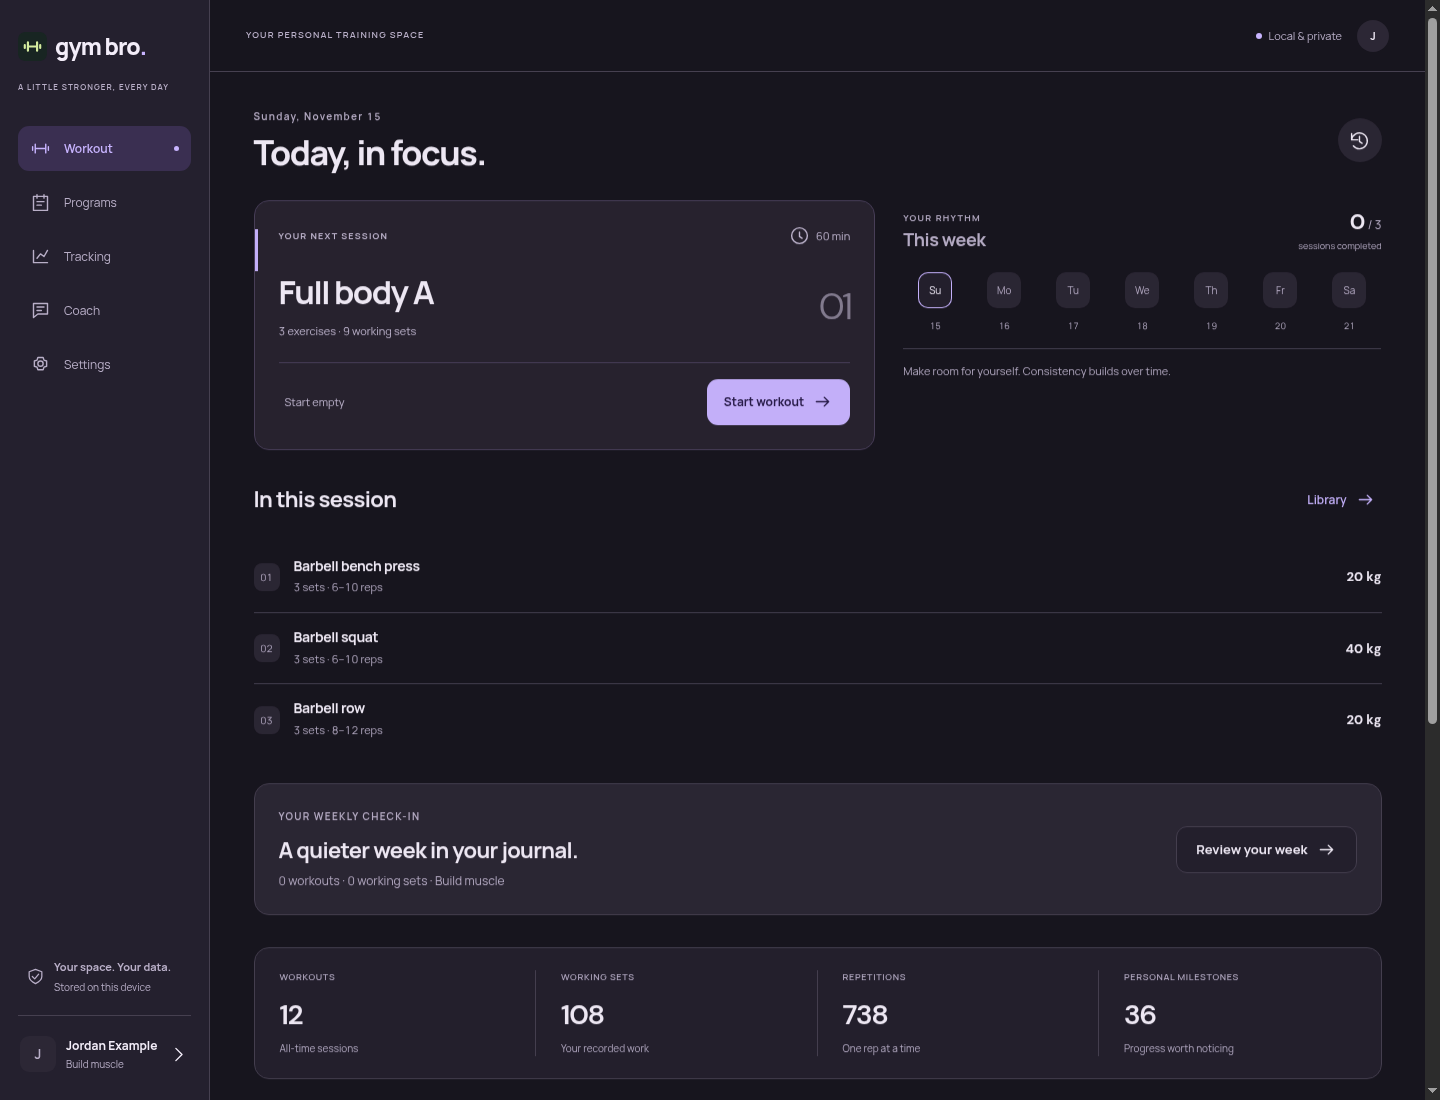 gym bro.
A LITTLE STRONGER, EVERY DAY
Workout
Programs
Tracking
Coach
Settings
Your space. Your data.
Stored on this device
J
Jordan Example
Build muscle
YOUR PERSONAL TRAINING SPACE
Local & private
J
Sunday, November 15
Today, in focus.
YOUR NEXT SESSION
60 min
Full body A
3 exercises · 9 working sets
01
Start empty
Start workout
YOUR RHYTHM
This week
0 / 3
sessions completed
Su Mo Tu We Th Fr Sa
15 16 17 18 19 20 21
Make room for yourself. Consistency builds over time.
In this session
Library
01
Barbell bench press
3 sets · 6–10 reps
20 kg
02
Barbell squat
3 sets · 6–10 reps
40 kg
03
Barbell row
3 sets · 8–12 reps
20 kg
YOUR WEEKLY CHECK-IN
A quieter week in your journal.
0 workouts · 0 working sets · Build muscle
Review your week
WORKOUTS
12
All-time sessions
WORKING SETS
108
Your recorded work
REPETITIONS
738
One rep at a time
PERSONAL MILESTONES
36
Progress worth noticing